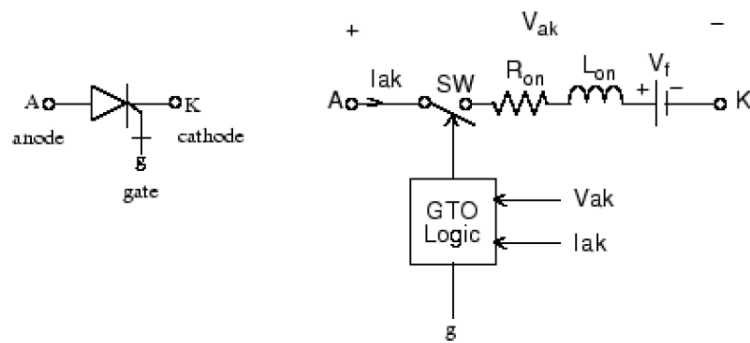 A
K
anode
cathode
g
gate
+
Vak
−
Iak
SW
Ron
Lon
Vf
+
−
A
K
GTO
Logic
Vak
Iak
g